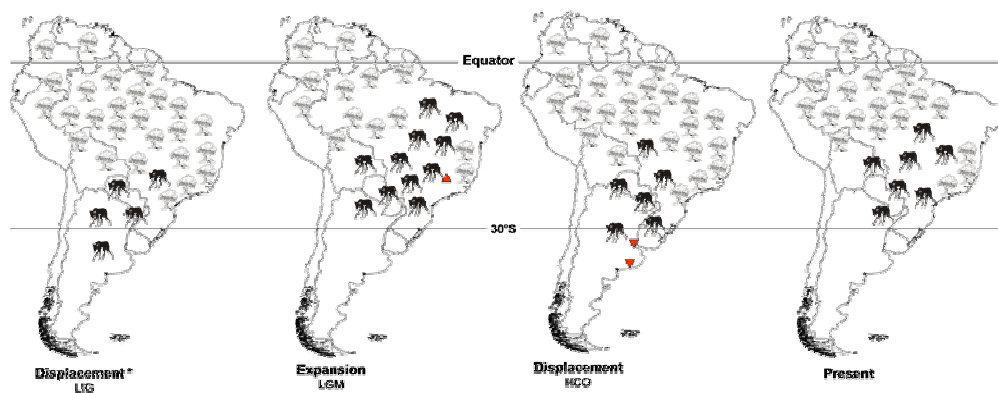 Equator
30°S
Displacement*
LIG
Expansion
LGM
Displacement
HCO
Present